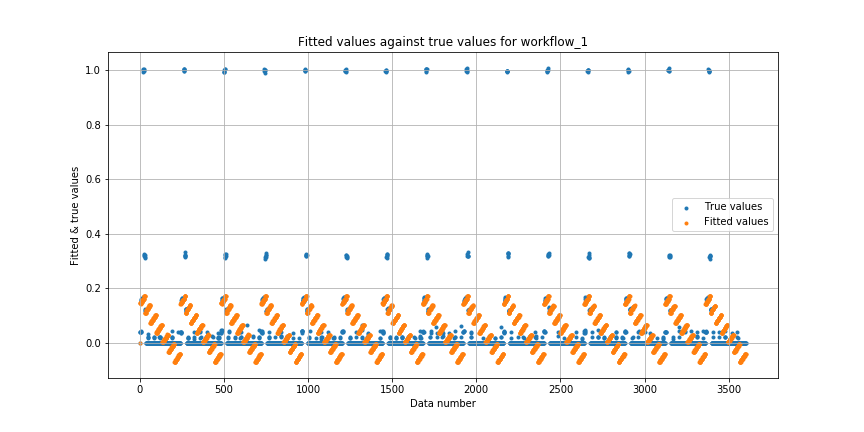 Fitted values against true values for workflow_1
1.0
0.8
0.6
0.4
0.2
0.0
Fitted & true values
True values
Fitted values
0 500 1000 1500 2000 2500 3000 3500
Data number